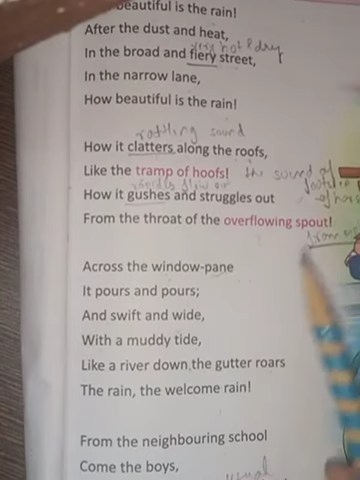 beautiful is the rain!
After the dust and heat,
very hot & dry
In the broad and fiery street,
In the narrow lane,
How beautiful is the rain!
rattling sound
How it clatters along the roofs,
Like the tramp of hoofs! the sound of
How it gushes and struggles out
From the throat of the overflowing spout!
Across the window-pane
It pours and pours;
And swift and wide,
With a muddy tide,
Like a river down the gutter roars
The rain, the welcome rain!
From the neighbouring school
Come the boys,